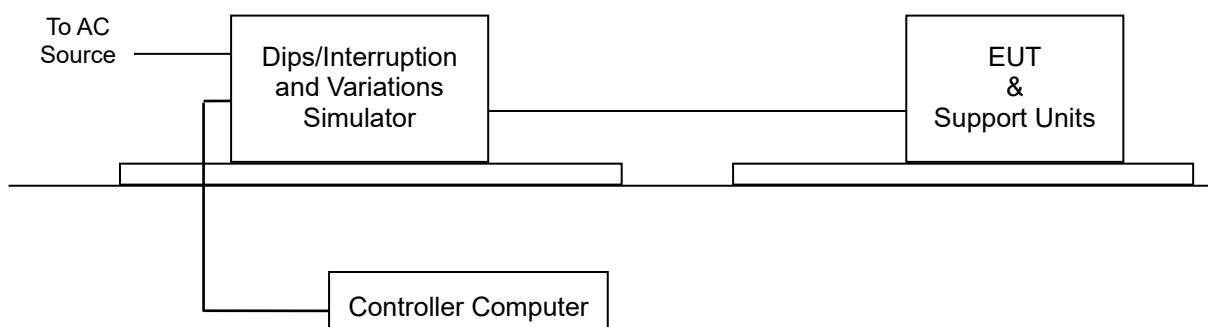 To AC
Source
Dips/Interruption
and Variations
Simulator
EUT
&
Support Units
Controller Computer